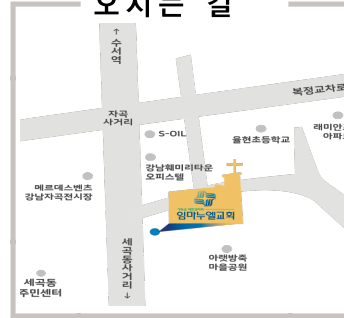 오시는 길
↑
수서역
복정교차로
자곡
사거리
S-OIL
율현초등학교
래미안
아파
강남훼미리타운
오피스텔
메르데스벤츠
강남자곡전시장
임마누엘교회
세곡동사거리
↓
아랫방죽
마을공원
세곡동
주민센터